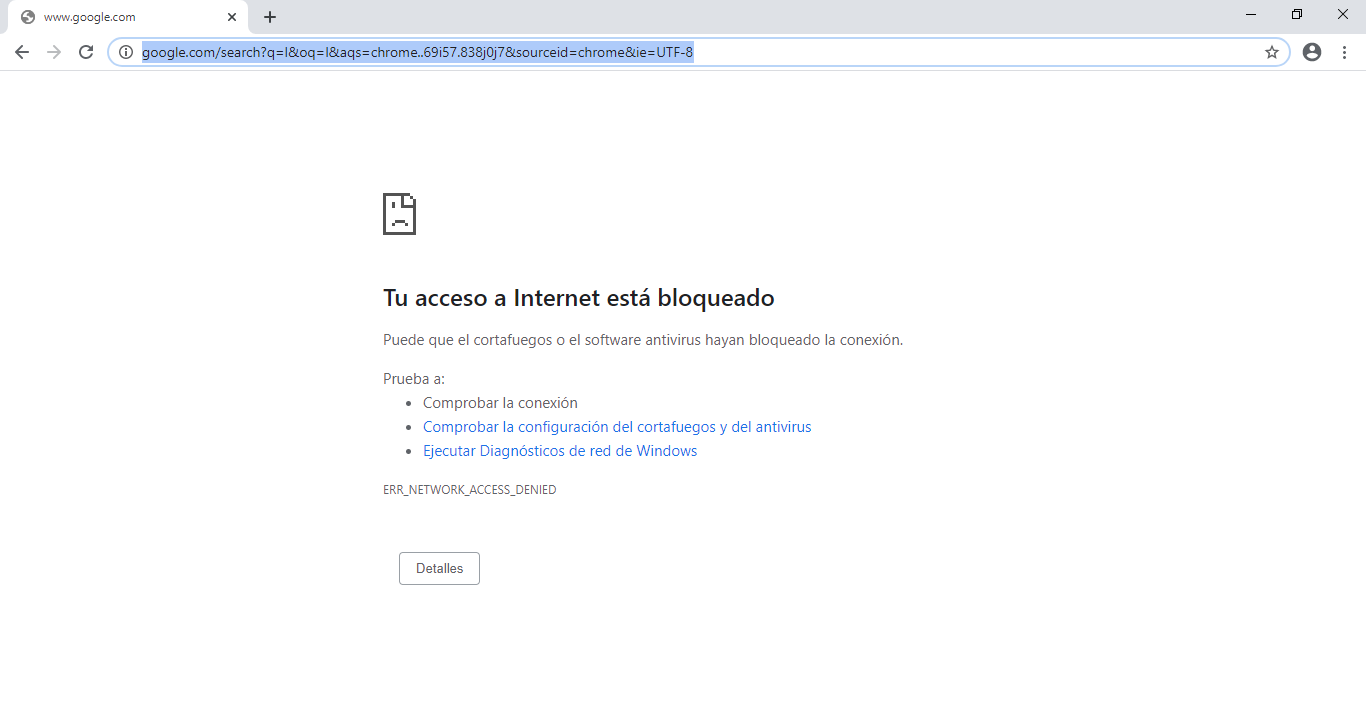 www.google.com
google.com/search?q=l&oq=l&aqs=chrome..69i57.838j0j7&sourceid=chrome&ie=UTF-8
Tu acceso a Internet está bloqueado
Puede que el cortafuegos o el software antivirus hayan bloqueado la conexión.
Prueba a:
Comprobar la conexión
Comprobar la configuración del cortafuegos y del antivirus
Ejecutar Diagnósticos de red de Windows
ERR_NETWORK_ACCESS_DENIED
Detalles